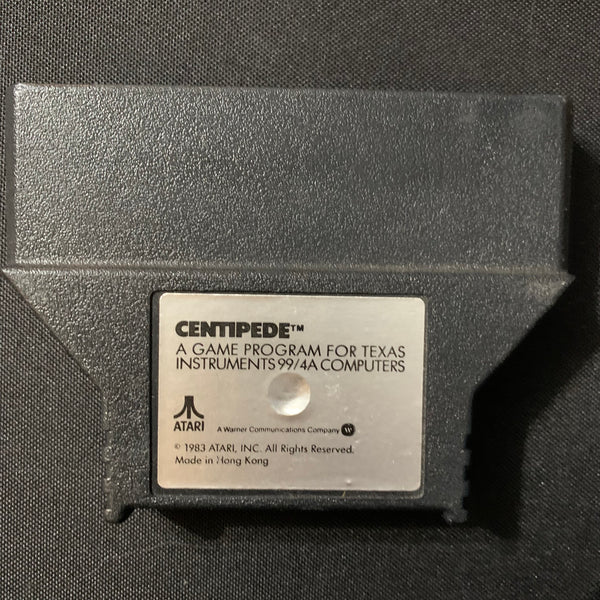 CENTIPEDE™
A GAME PROGRAM FOR TEXAS
INSTRUMENTS 99/4A COMPUTERS
ATARI
A Warner Communications Company W
© 1983 ATARI, INC. All Rights Reserved.
Made in Hong Kong